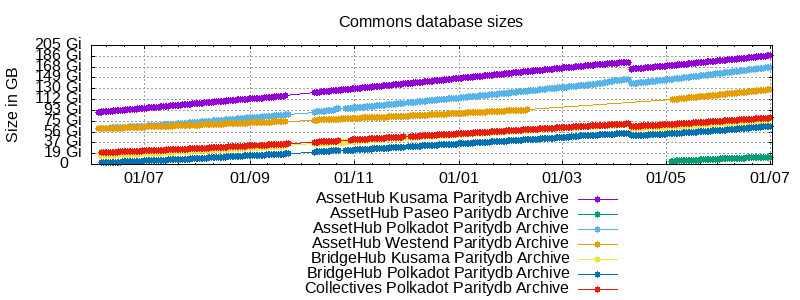 Commons database sizes
Size in GB
205 Gi
186 Gi
168 Gi
149 Gi
130 Gi
112 Gi
93 Gi
75 Gi
56 Gi
37 Gi
19 Gi
0
01/07 01/09 01/11 01/01 01/03 01/05 01/07
AssetHub Kusama Paritydb Archive
AssetHub Paseo Paritydb Archive
AssetHub Polkadot Paritydb Archive
AssetHub Westend Paritydb Archive
BridgeHub Kusama Paritydb Archive
BridgeHub Polkadot Paritydb Archive
Collectives Polkadot Paritydb Archive